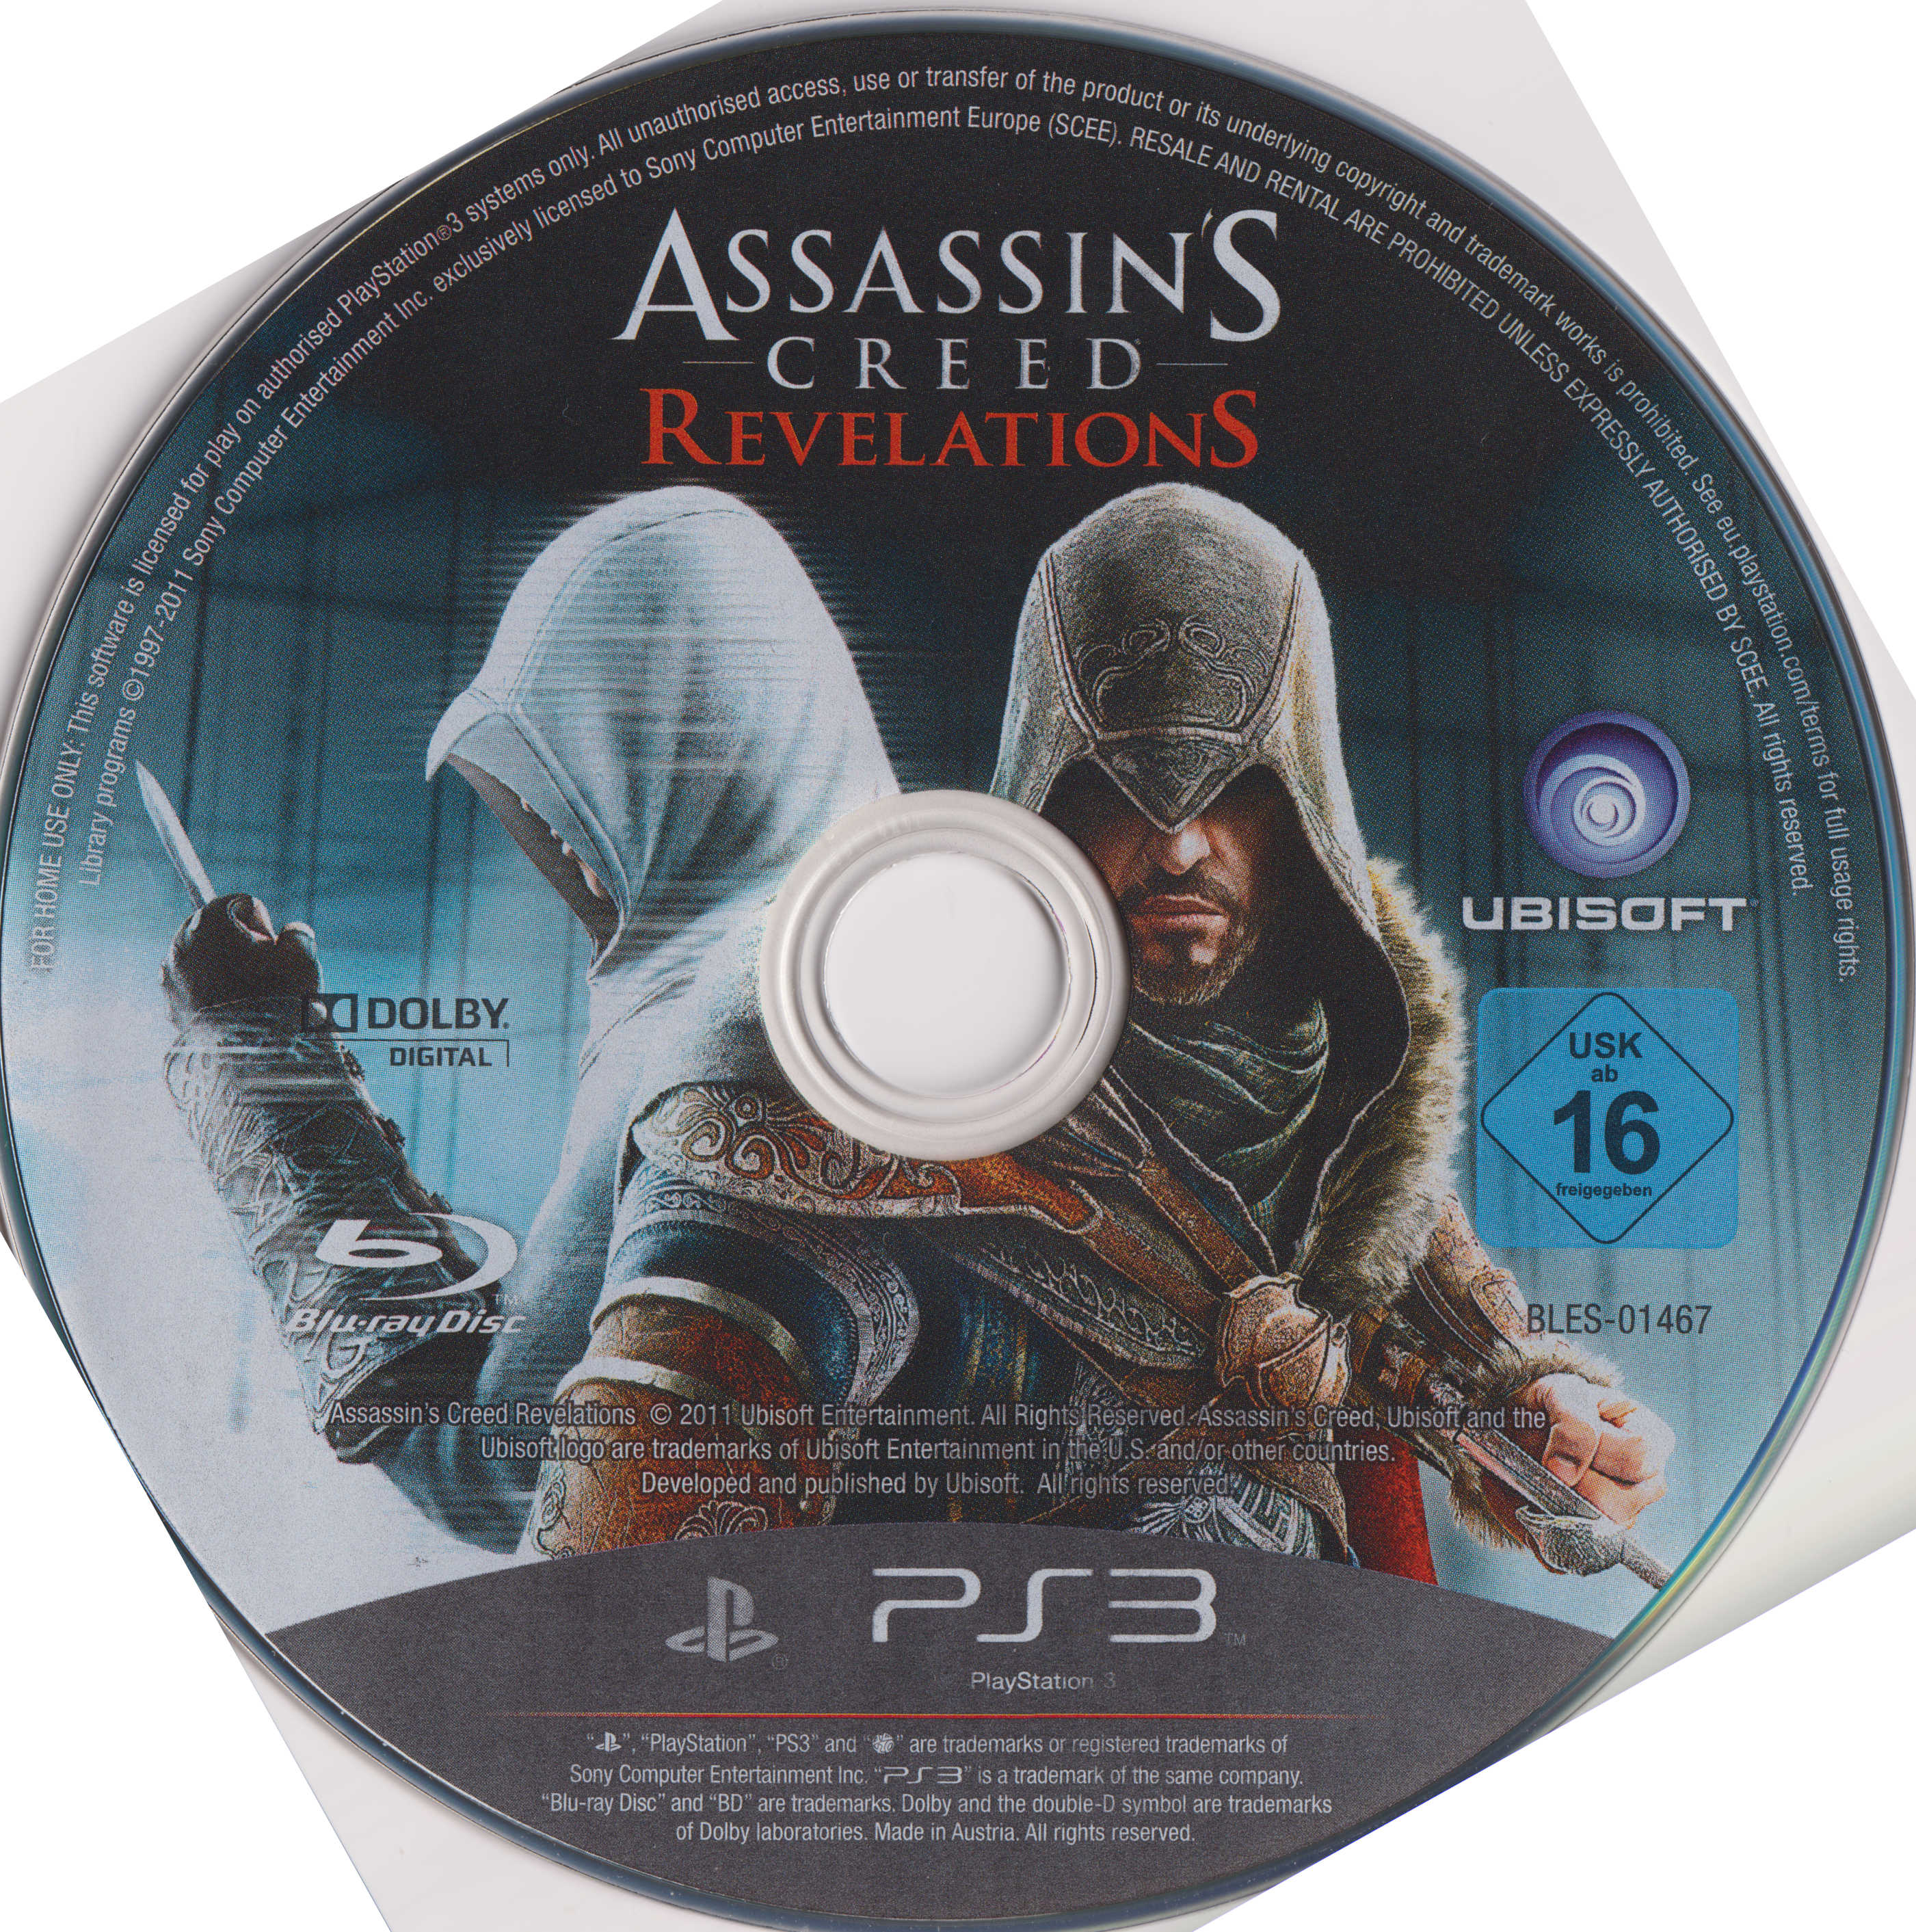 FOR HOME USE ONLY: This software is licensed for play on authorised PlayStation®3 systems only. All unauthorised access, use or transfer of the product or its underlying copyright and trademark works is prohibited. See eu.playstation.com/terms for full usage rights.
Library programs ©1997-2011 Sony Computer Entertainment Inc. exclusively licensed to Sony Computer Entertainment Europe (SCEE). RESALE AND RENTAL ARE PROHIBITED UNLESS EXPRESSLY AUTHORISED BY SCEE. All rights reserved.
ASSASSIN'S
CREED
REVELATIONS
UBISOFT
DOLBY®
DIGITAL
USK
ab
16
freigegeben
Blu-ray Disc™
BLES-01467
Assassin's Creed Revelations © 2011 Ubisoft Entertainment. All Rights Reserved. Assassin's Creed, Ubisoft and the
Ubisoft logo are trademarks of Ubisoft Entertainment in the U.S. and/or other countries.
Developed and published by Ubisoft. All rights reserved.
® PS3™
PlayStation 3
“ ”, “PlayStation”, “PS3” and “ ” are trademarks or registered trademarks of
Sony Computer Entertainment Inc. “PS3” is a trademark of the same company.
“Blu-ray Disc” and “BD” are trademarks. Dolby and the double-D symbol are trademarks
of Dolby laboratories. Made in Austria. All rights reserved.